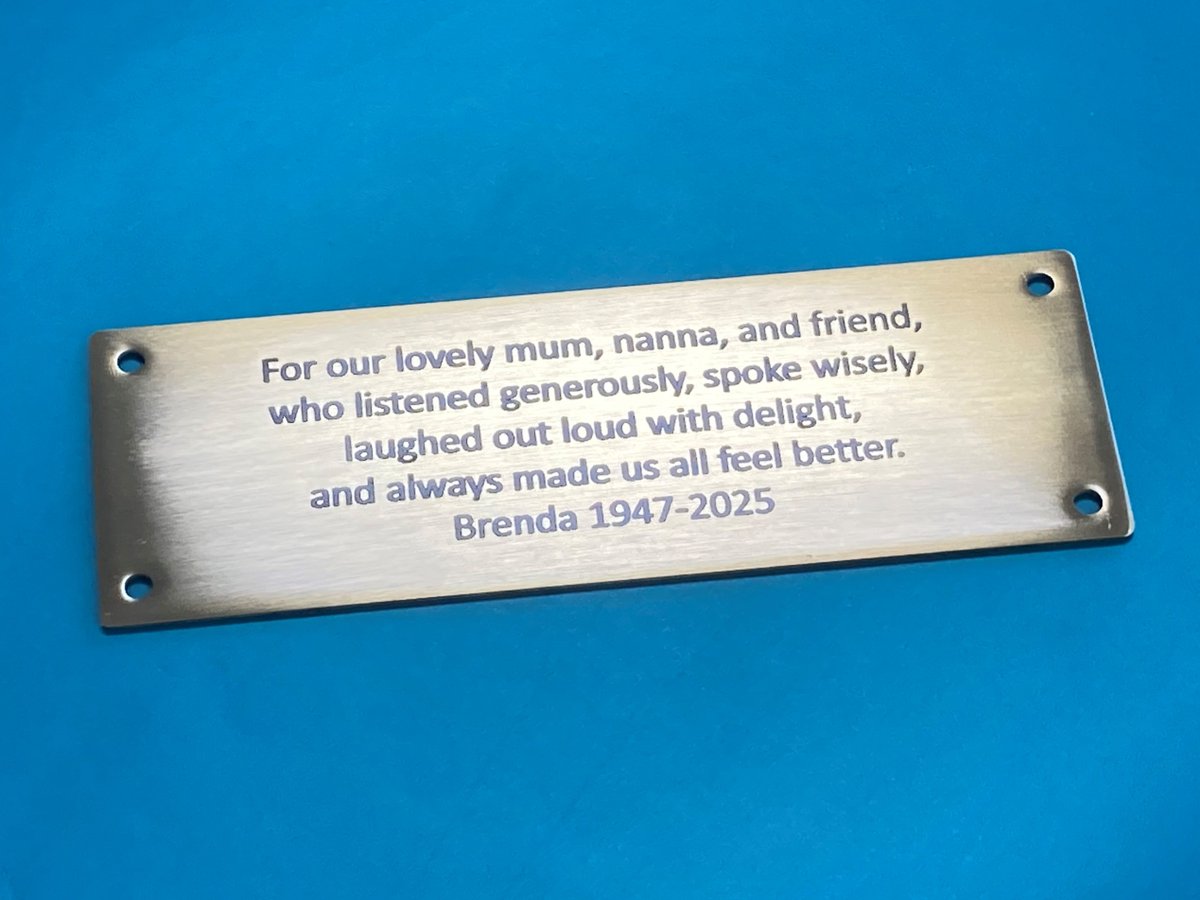 For our lovely mum, nanna, and friend,
who listened generously, spoke wisely,
laughed out loud with delight,
and always made us all feel better.
Brenda 1947-2025